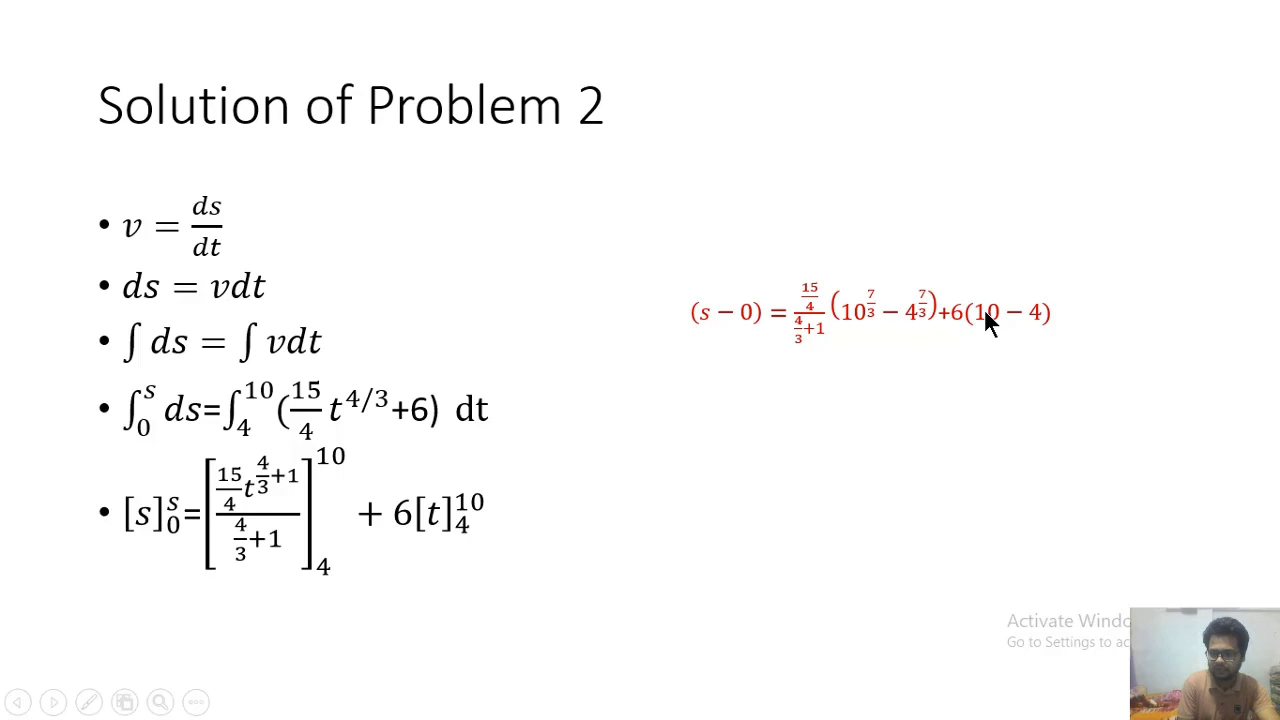 Solution of Problem 2
• v = ds/dt
• ds = vdt
• ∫ ds = ∫ vdt
• ∫₀ˢ ds=∫₄¹⁰ (15/4 t^4/3+6) dt
• [s]₀ˢ=[15/4 t^(4/3+1) / (4/3+1)]₄¹⁰ + 6[t]₄¹⁰
(s − 0) = (15/4)/(4/3+1) (10^(7/3) − 4^(7/3))+6(10 − 4)
Activate Windo
Go to Settings to ac